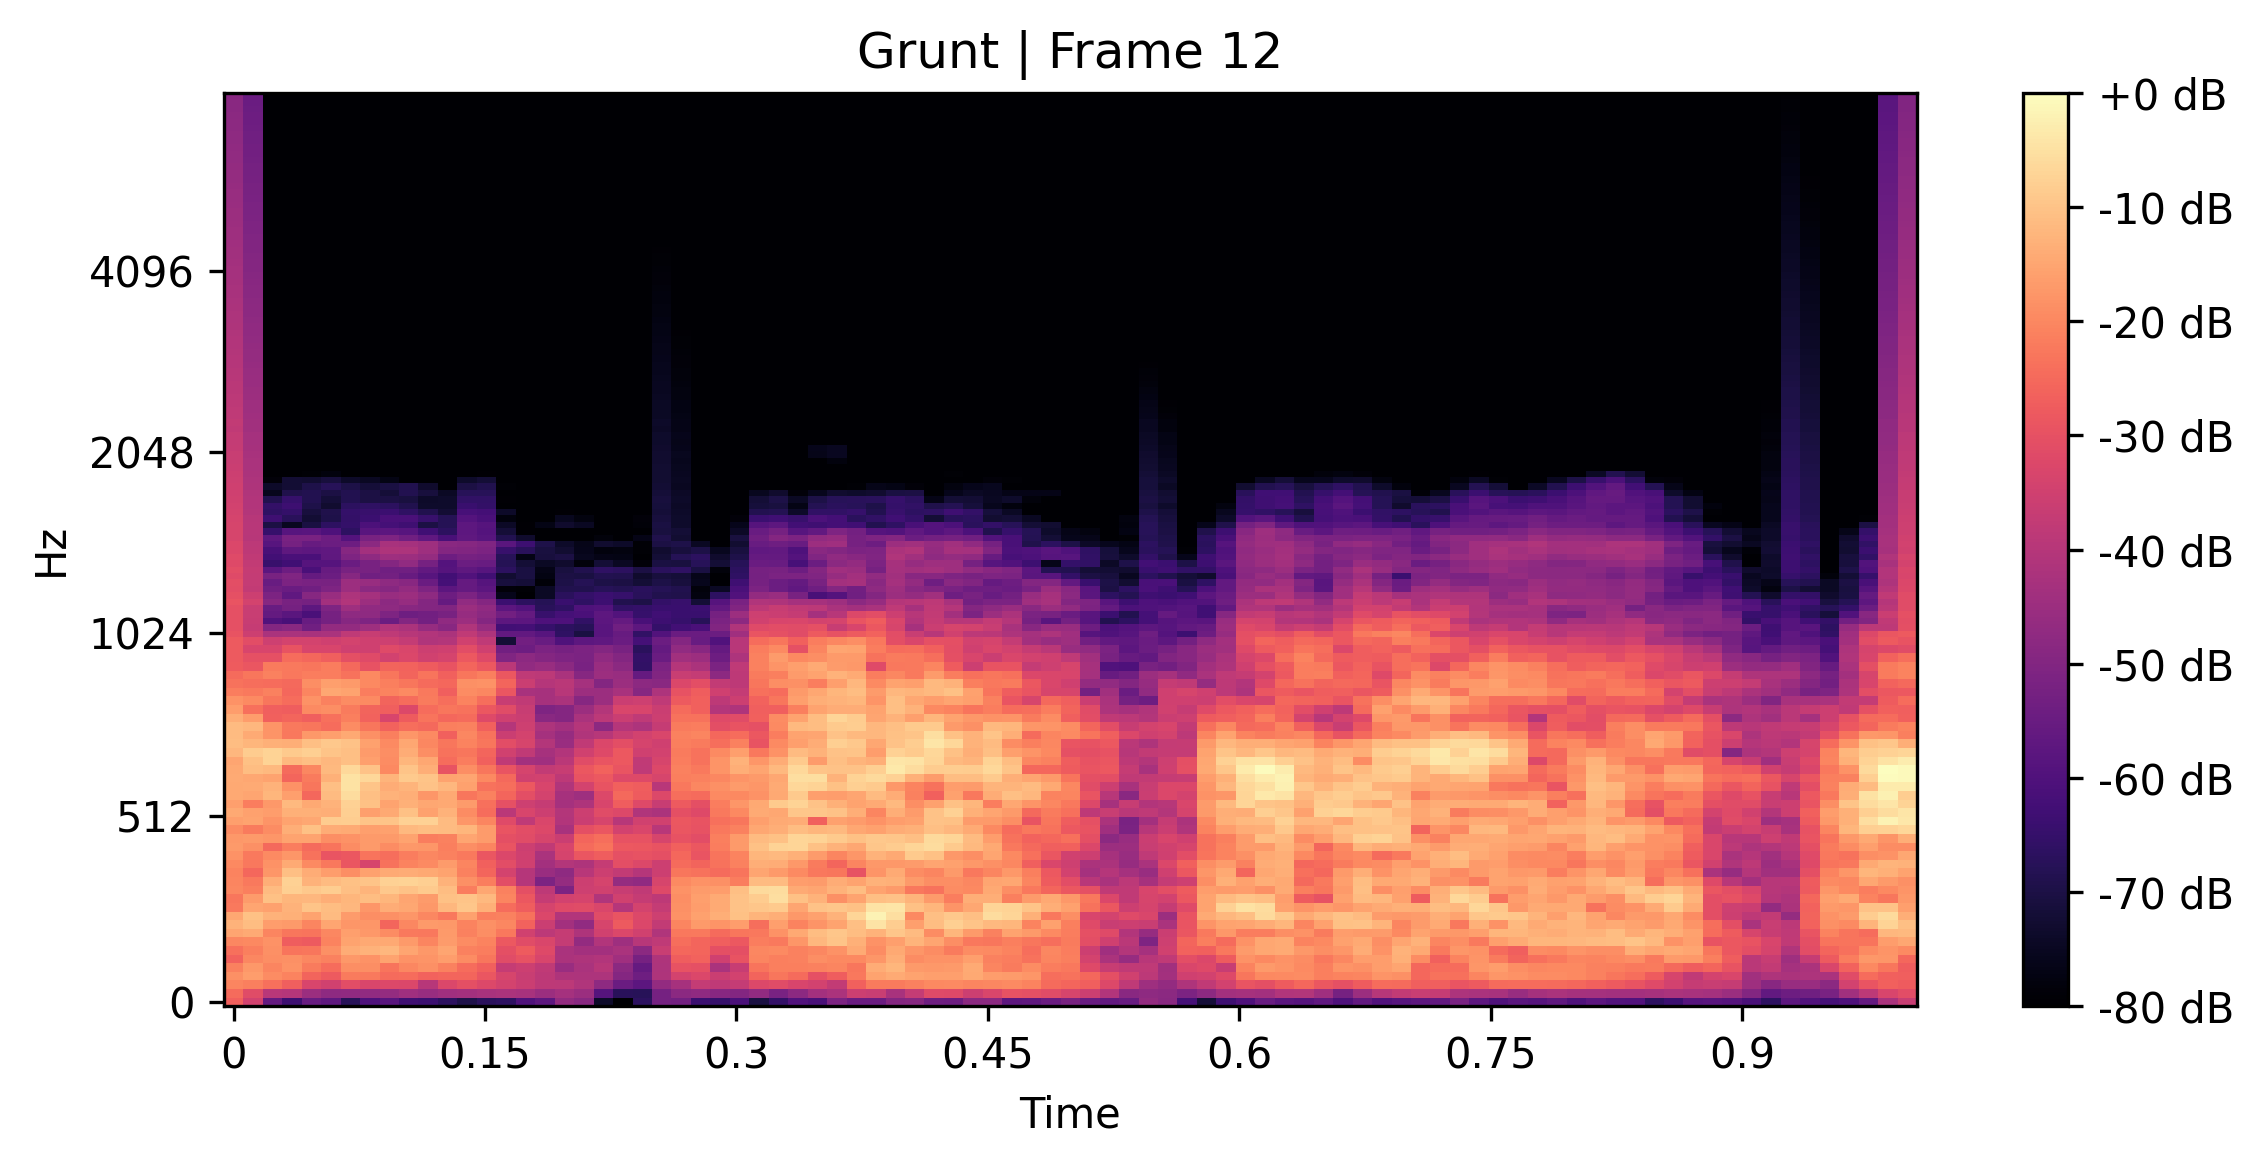 Grunt | Frame 12
+0 dB
-10 dB
-20 dB
-30 dB
-40 dB
-50 dB
-60 dB
-70 dB
-80 dB
4096
2048
1024
512
0
Hz
0 0.15 0.3 0.45 0.6 0.75 0.9
Time